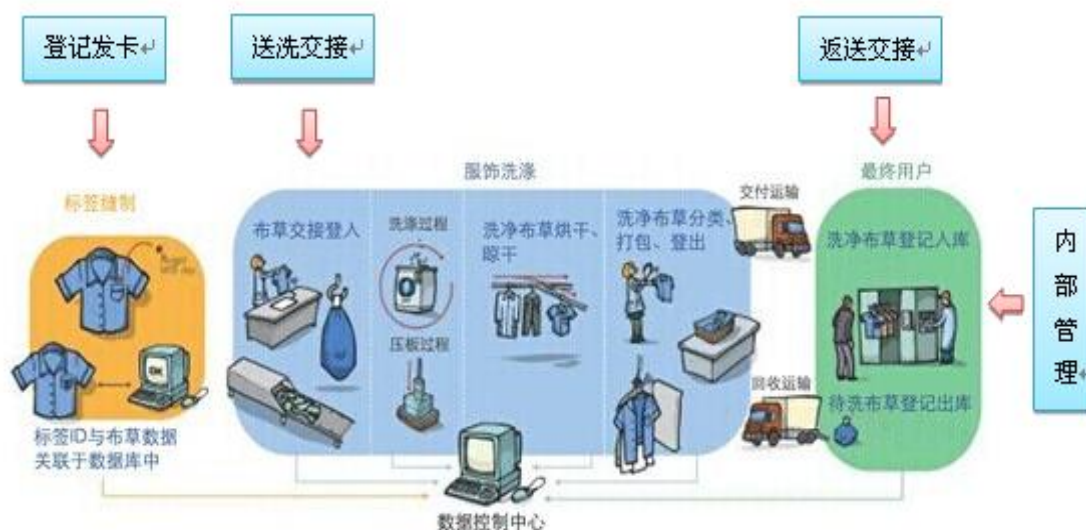 登记发卡
送洗交接
返送交接
服饰洗涤
最终用户
标签缝制
交付运输
布草交接登入
洗涤过程
洗净布草烘干、
晾干
洗净布草分类、
打包、登出
洗净布草登记入库
内
部
管
理
OK
压板过程
回收运输
待洗布草登记出库
标签ID与布草数据
关联于数据库中
数据控制中心